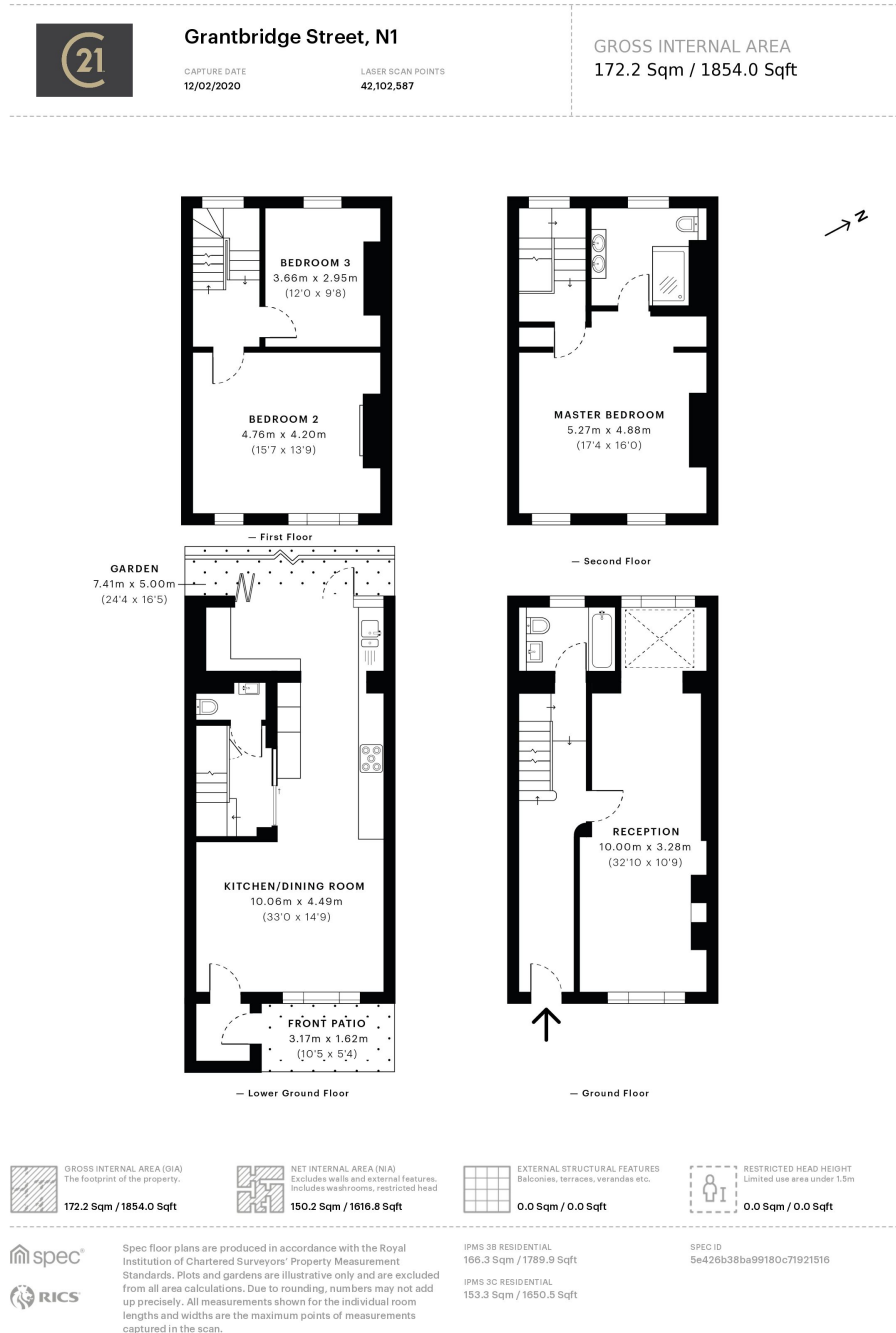 C21
Grantbridge Street, N1
CAPTURE DATE
12/02/2020
LASER SCAN POINTS
42,102,587
GROSS INTERNAL AREA
172.2 Sqm / 1854.0 Sqft
N
BEDROOM 3
3.66m x 2.95m
(12'0 x 9'8)
BEDROOM 2
4.76m x 4.20m
(15'7 x 13'9)
— First Floor
MASTER BEDROOM
5.27m x 4.88m
(17'4 x 16'0)
— Second Floor
GARDEN
7.41m x 5.00m
(24'4 x 16'5)
KITCHEN/DINING ROOM
10.06m x 4.49m
(33'0 x 14'9)
FRONT PATIO
3.17m x 1.62m
(10'5 x 5'4)
— Lower Ground Floor
RECEPTION
10.00m x 3.28m
(32'10 x 10'9)
— Ground Floor
GROSS INTERNAL AREA (GIA)
The footprint of the property.
172.2 Sqm / 1854.0 Sqft
NET INTERNAL AREA (NIA)
Excludes walls and external features.
Includes washrooms, restricted head
150.2 Sqm / 1616.8 Sqft
EXTERNAL STRUCTURAL FEATURES
Balconies, terraces, verandas etc.
0.0 Sqm / 0.0 Sqft
RESTRICTED HEAD HEIGHT
Limited use area under 1.5m
0.0 Sqm / 0.0 Sqft
spec®
RICS
Spec floor plans are produced in accordance with the Royal
Institution of Chartered Surveyors' Property Measurement
Standards. Plots and gardens are illustrative only and are excluded
from all area calculations. Due to rounding, numbers may not add
up precisely. All measurements shown for the individual room
lengths and widths are the maximum points of measurements
captured in the scan.
IPMS 3B RESIDENTIAL
166.3 Sqm / 1789.9 Sqft
IPMS 3C RESIDENTIAL
153.3 Sqm / 1650.5 Sqft
SPEC ID
5e426b38ba99180c71921516